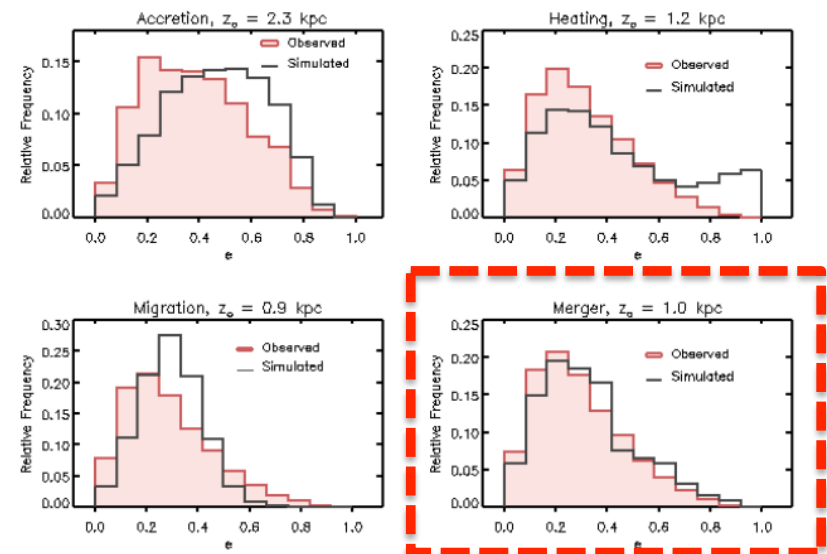 Accretion, z₀ = 2.3 kpc
Observed
Simulated
Relative Frequency
0.15
0.10
0.05
0.00
0.0 0.2 0.4 0.6 0.8 1.0
e
Heating, z₀ = 1.2 kpc
Observed
Simulated
Relative Frequency
0.25
0.20
0.15
0.10
0.05
0.00
0.0 0.2 0.4 0.6 0.8 1.0
e
Migration, z₀ = 0.9 kpc
Observed
Simulated
Relative Frequency
0.30
0.25
0.20
0.15
0.10
0.05
0.00
0.0 0.2 0.4 0.6 0.8 1.0
e
Merger, z₀ = 1.0 kpc
Observed
Simulated
Relative Frequency
0.25
0.20
0.15
0.10
0.05
0.00
0.0 0.2 0.4 0.6 0.8 1.0
e